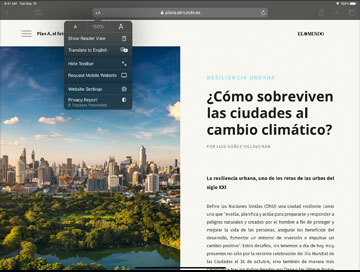 9:41 AM Tue Sep 15
100%
AA
plana.elmundo.es
Plan A, el futu
EL MUNDO
A 100% A
Show Reader View
Translate to English
Hide Toolbar
Request Mobile Website
Website Settings
Privacy Report
6 Trackers Prevented
RESILIENCIA URBANA
¿Cómo sobreviven
las ciudades al
cambio climático?
POR LUIS NÚÑEZ-VILLAVEIRÁN
La resiliencia urbana, uno de los retos de las urbes del
siglo XXI
Define las Naciones Unidas (ONU) una ciudad resiliente como
una que "evalúa, planifica y actúa para prepararse y responder a
peligros naturales y creados por el hombre a fin de proteger y
mejorar la vida de las personas, asegurar los beneficios del
desarrollo, fomentar un entorno de inversión e impulsar un
cambio positivo". Estos desafíos, los tenemos a día de hoy muy
presentes no sólo por la reciente celebración del Día Mundial de
las Ciudades el 31 de octubre, sino también de manera más